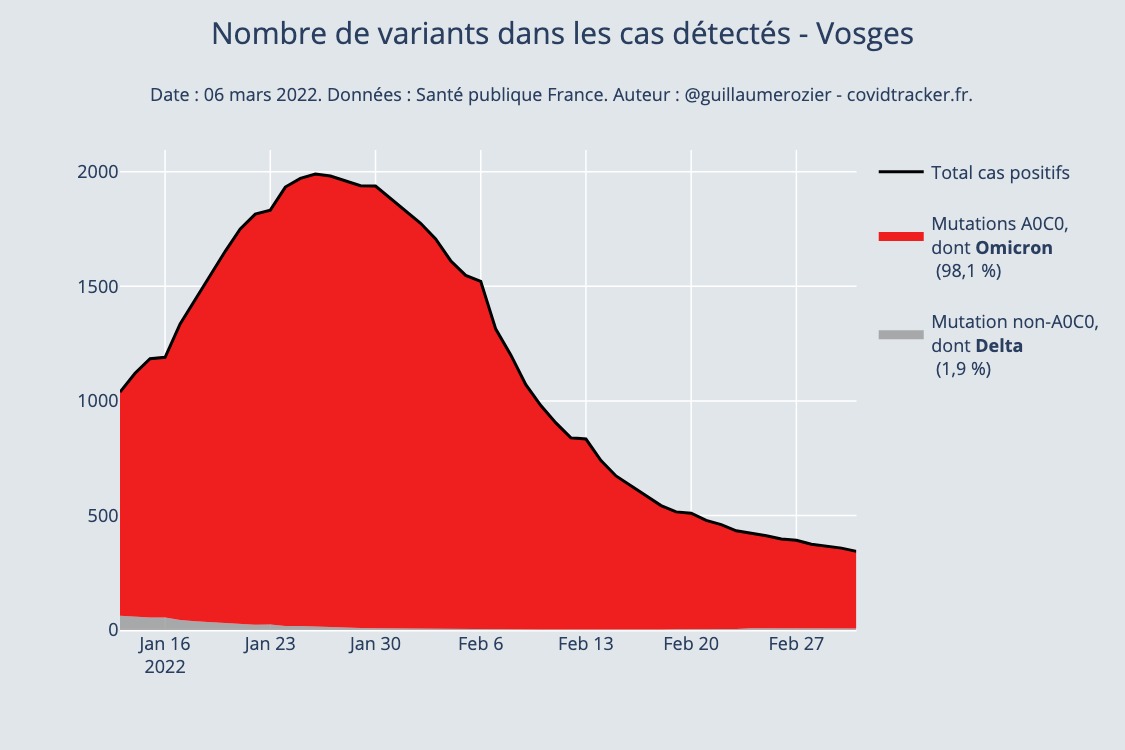 Nombre de variants dans les cas détectés - Vosges
Date : 06 mars 2022. Données : Santé publique France. Auteur : @guillaumerozier - covidtracker.fr.
2000
1500
1000
500
0
Jan 16
2022
Jan 23
Jan 30
Feb 6
Feb 13
Feb 20
Feb 27
Total cas positifs
Mutations A0C0,
dont Omicron
(98,1 %)
Mutation non-A0C0,
dont Delta
(1,9 %)